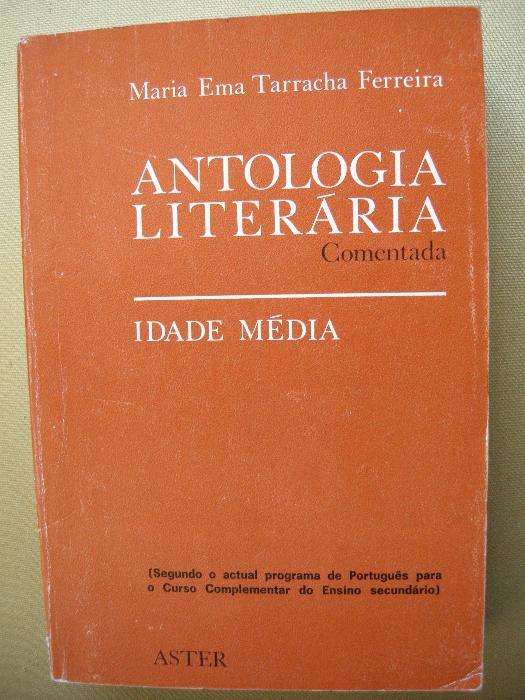 Maria Ema Tarracha Ferreira
ANTOLOGIA
LITERÁRIA
Comentada
IDADE MÉDIA
(Segundo o actual programa de Português para
o Curso Complementar do Ensino secundário)
ASTER